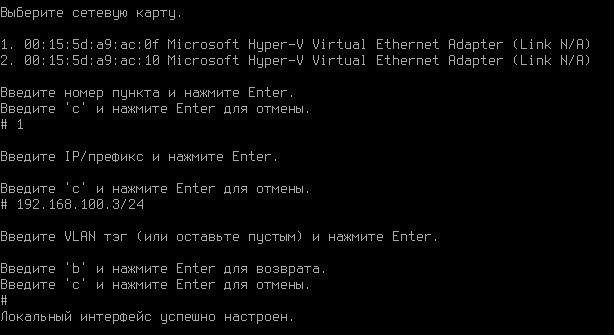 Выберите сетевую карту.
1. 00:15:5d:a9:ac:0f Microsoft Hyper-V Virtual Ethernet Adapter (Link N/A)
2. 00:15:5d:a9:ac:10 Microsoft Hyper-V Virtual Ethernet Adapter (Link N/A)
Введите номер пункта и нажмите Enter.
Введите 'c' и нажмите Enter для отмены.
# 1
Введите IP/префикс и нажмите Enter.
Введите 'c' и нажмите Enter для отмены.
# 192.168.100.3/24
Введите VLAN тэг (или оставьте пустым) и нажмите Enter.
Введите 'b' и нажмите Enter для возврата.
Введите 'c' и нажмите Enter для отмены.
#
Локальный интерфейс успешно настроен.